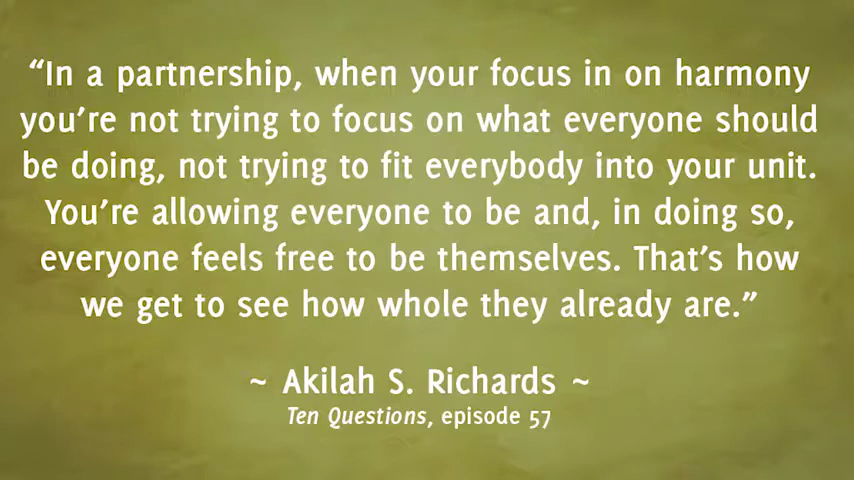 “In a partnership, when your focus in on harmony
you’re not trying to focus on what everyone should
be doing, not trying to fit everybody into your unit.
You’re allowing everyone to be and, in doing so,
everyone feels free to be themselves. That’s how
we get to see how whole they already are.”
~ Akilah S. Richards ~
Ten Questions, episode 57